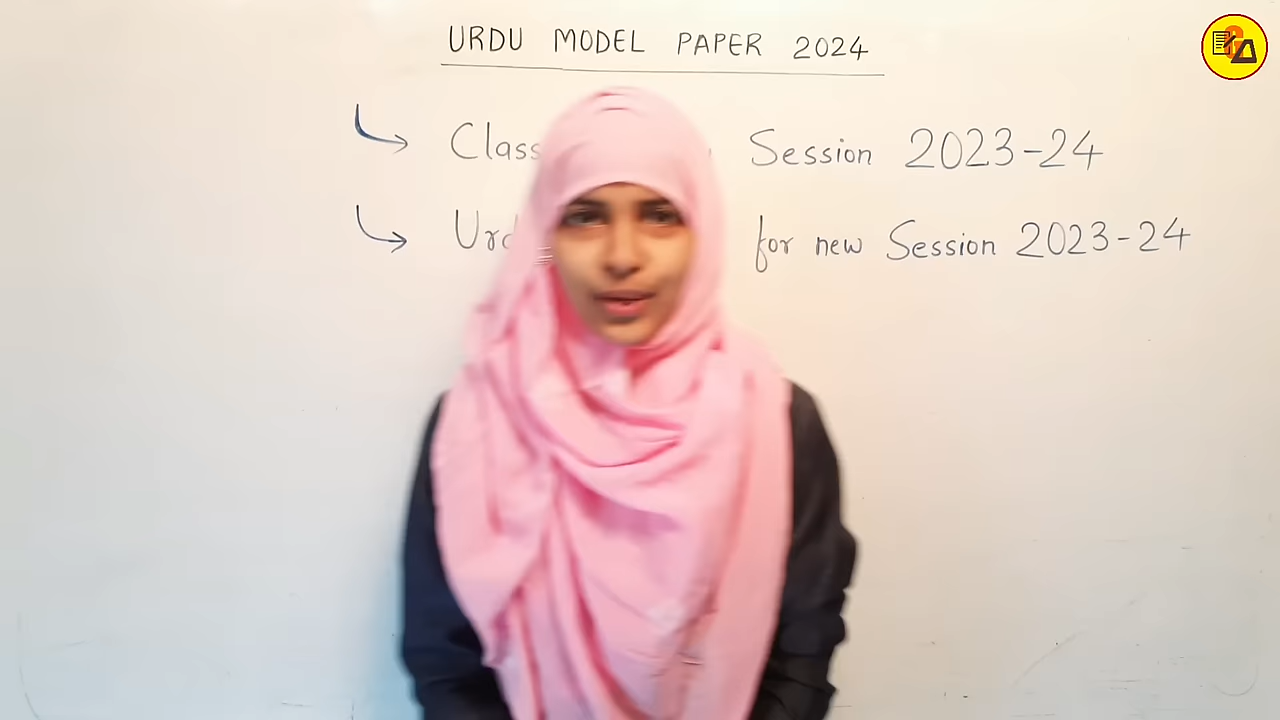 URDU MODEL PAPER 2024
Class Session 2023-24
for new Session 2023-24